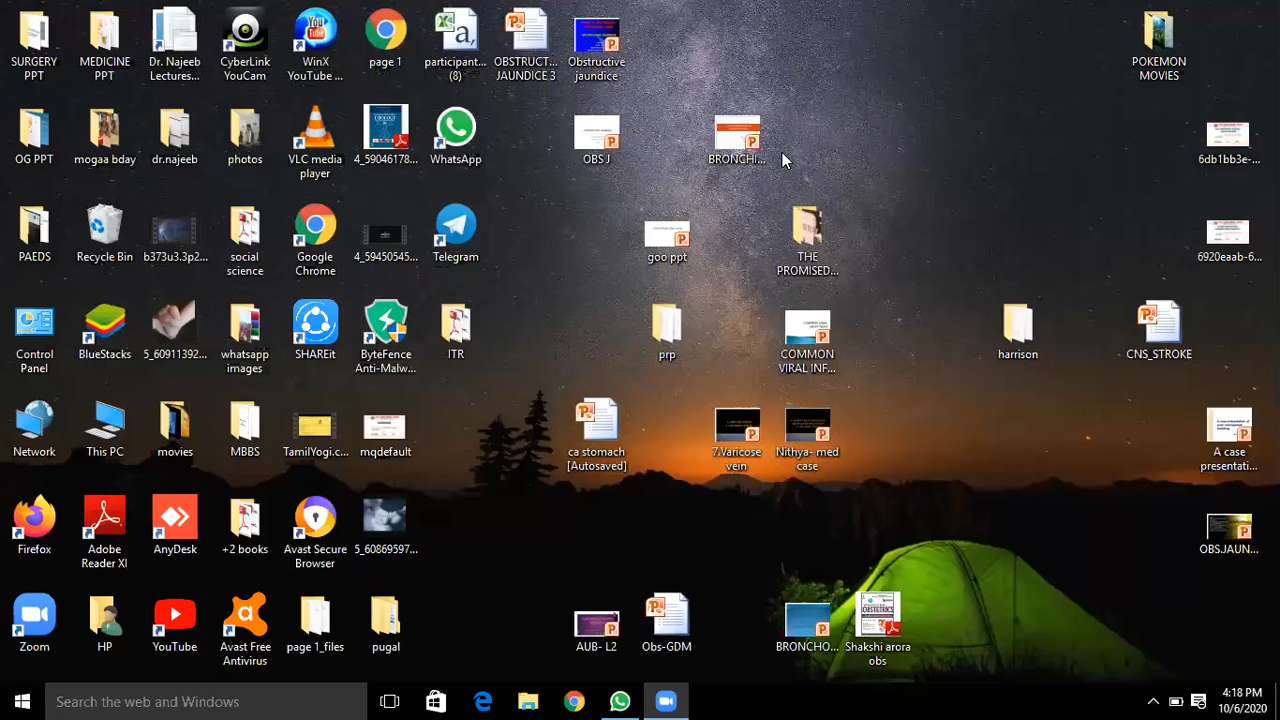 SURGERY
PPT
MEDICINE
PPT
Dr. Najeeb
Lectures...
CyberLink
YouCam
WinX
YouTube ...
page 1
participant...
(8)
OBSTRUCT...
JAUNDICE 3
Obstructive
jaundice
POKEMON
MOVIES
OG PPT
mogaa bday
dr.najeeb
photos
VLC media
player
4_59046178...
WhatsApp
OBS J
BRONCHI...
6db1bb3e-...
PAEDS
Recycle Bin
b373u3.3p2...
social
science
Google
Chrome
4_59450545...
Telegram
goo ppt
THE
PROMISED...
6920eaab-6...
Control
Panel
BlueStacks
5_60911392...
whatsapp
images
SHAREit
ByteFence
Anti-Malw...
ITR
prp
COMMON
VIRAL INF...
harrison
CNS_STROKE
Network
This PC
movies
MBBS
TamilYogi.c...
mqdefault
ca stomach
[Autosaved]
7.Varicose
vein
Nithya- med
case
A case
presentati...
Firefox
Adobe
Reader XI
AnyDesk
+2 books
Avast Secure
Browser
5_60869597...
OBS.JAUN...
Zoom
HP
YouTube
Avast Free
Antivirus
page 1_files
pugal
AUB- L2
Obs-GDM
BRONCHO...
Shakshi arora
obs
Search the web and Windows
4:18 PM
10/6/2020